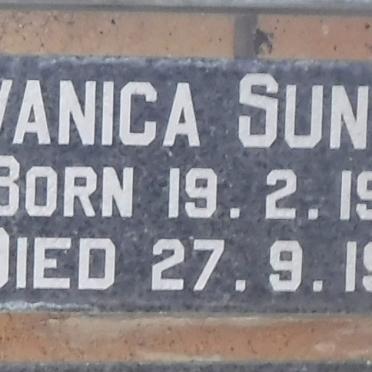 VANICA SUN
BORN 19.2.19
DIED 27.9.19